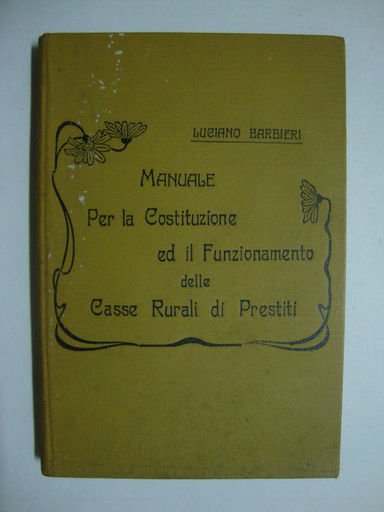 LUCIANO BARBIERI
MANUALE
Per la Costituzione
ed il Funzionamento
delle
Casse Rurali di Prestiti